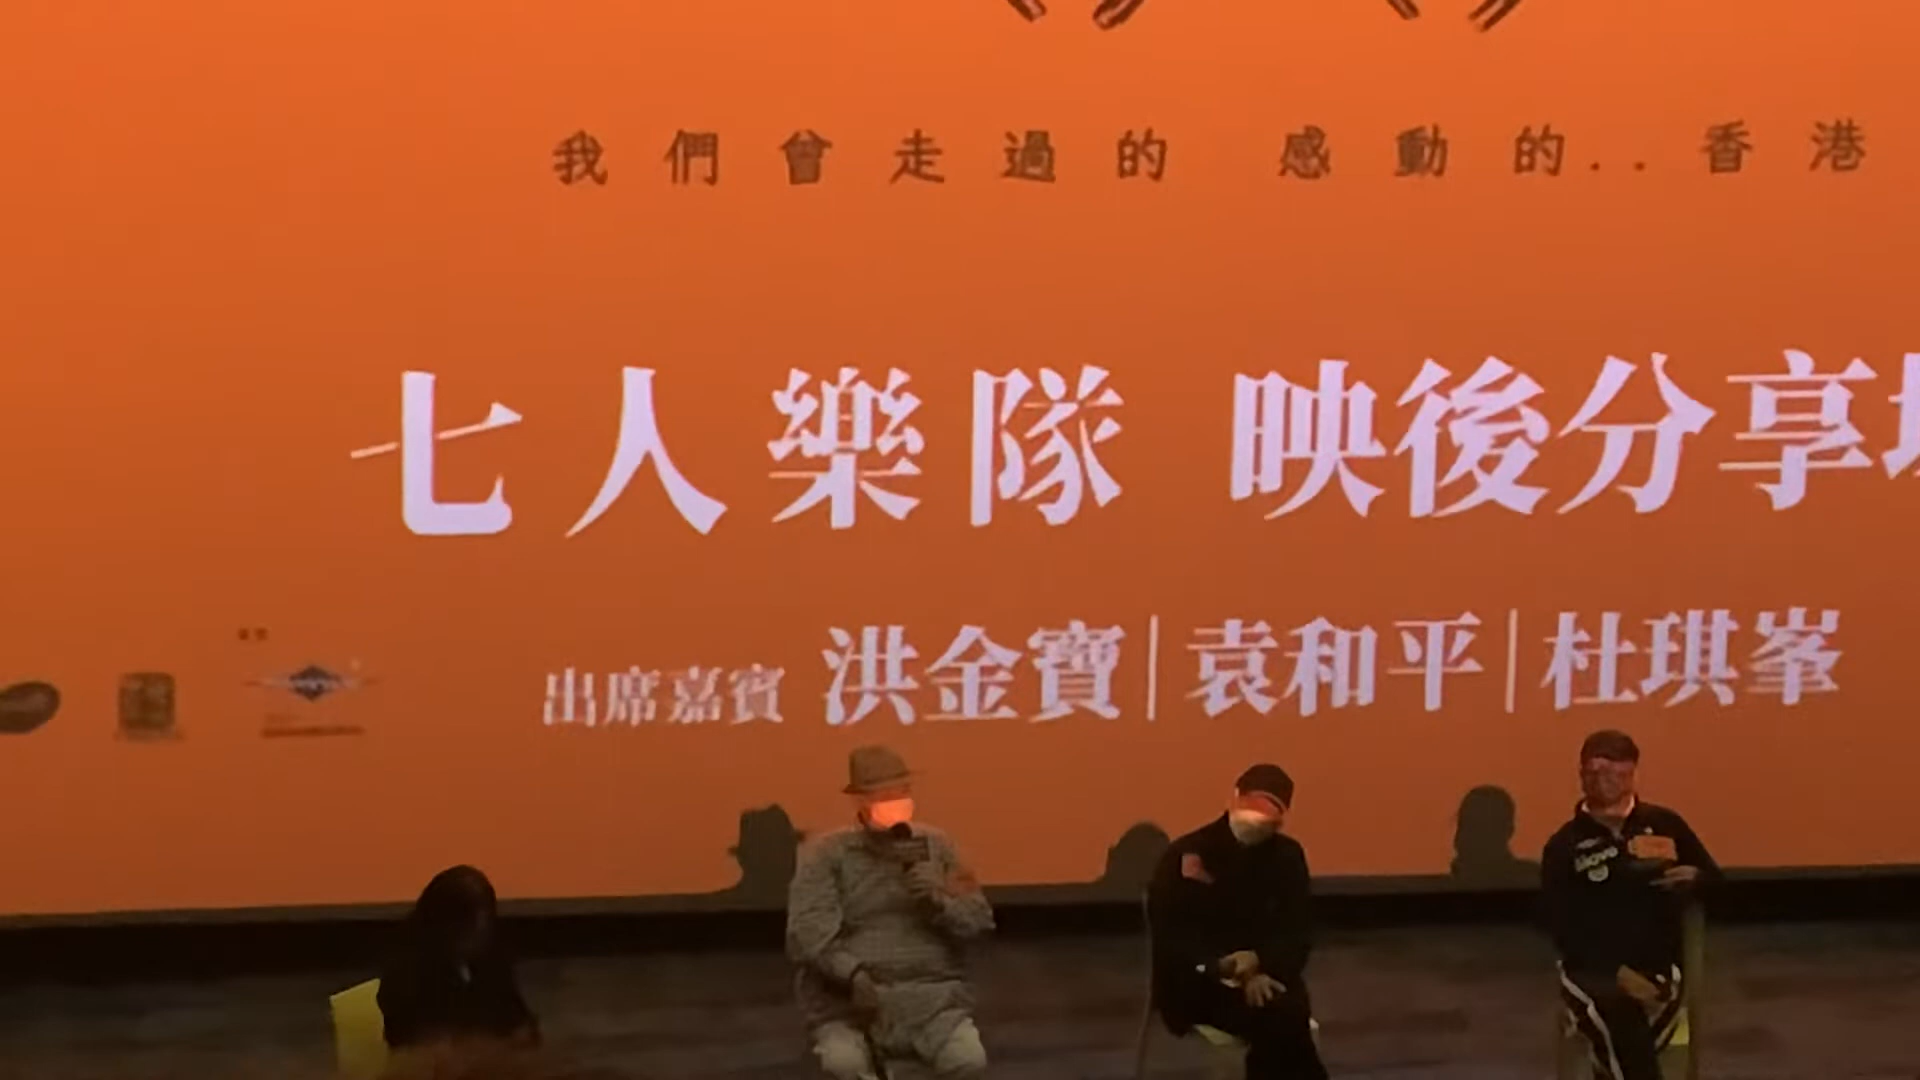 我們曾走過的 感動的..香港
七人樂隊 映後分享
出席嘉賓 洪金寶|袁和平|杜琪峯